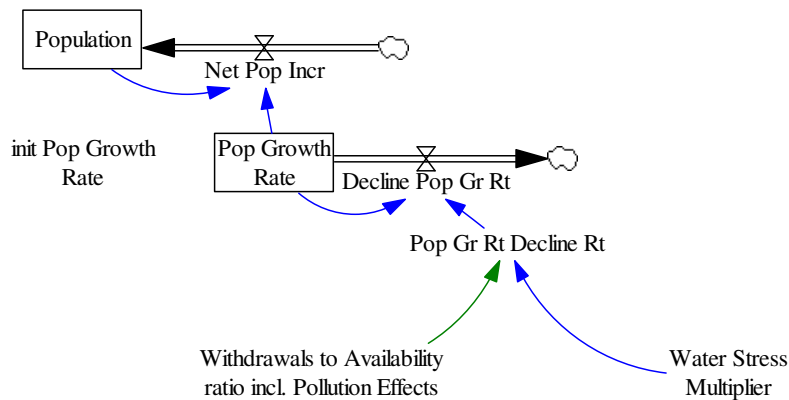 Population
Net Pop Incr
init Pop Growth
Rate
Pop Growth
Rate
Decline Pop Gr Rt
Pop Gr Rt Decline Rt
Withdrawals to Availability
ratio incl. Pollution Effects
Water Stress
Multiplier